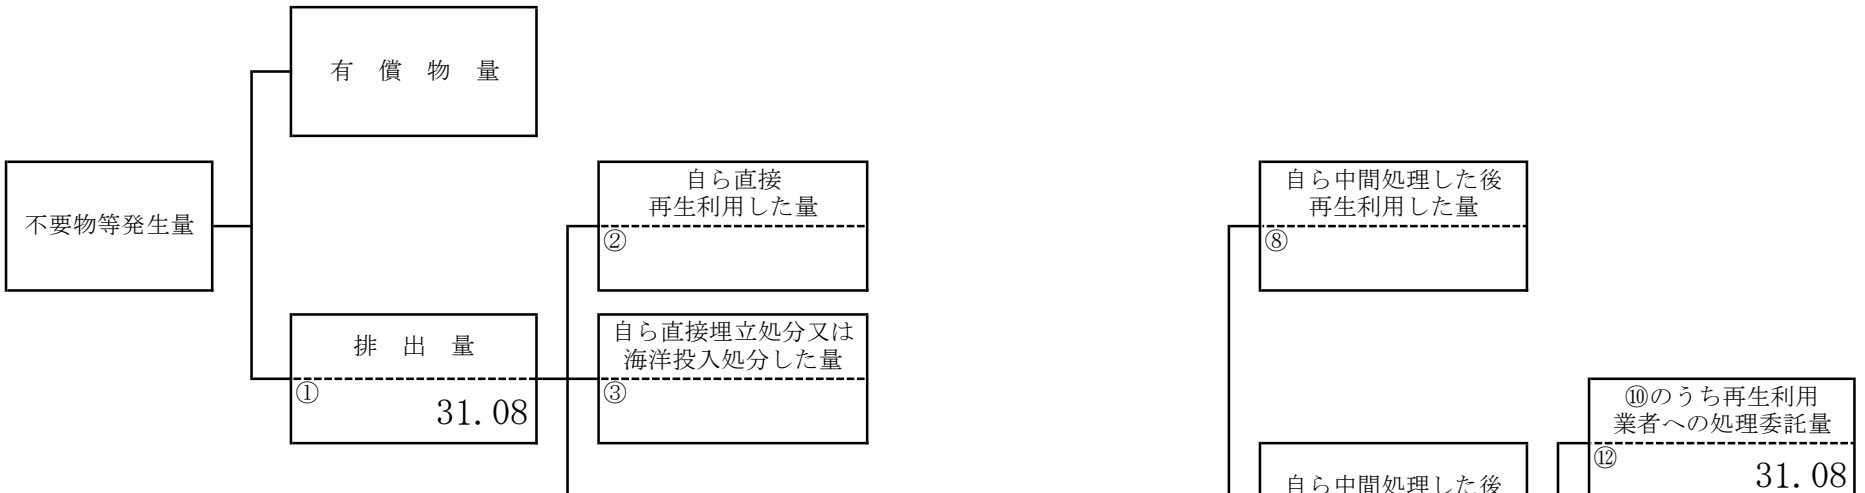 有 償 物 量
不要物等発生量
排 出 量
①
31.08
自ら直接
再生利用した量
②
自ら直接埋立処分又は
海洋投入処分した量
③
自ら中間処理した後
再生利用した量
⑧
自ら中間処理した後
⑩のうち再生利用
業者への処理委託量
⑫
31.08